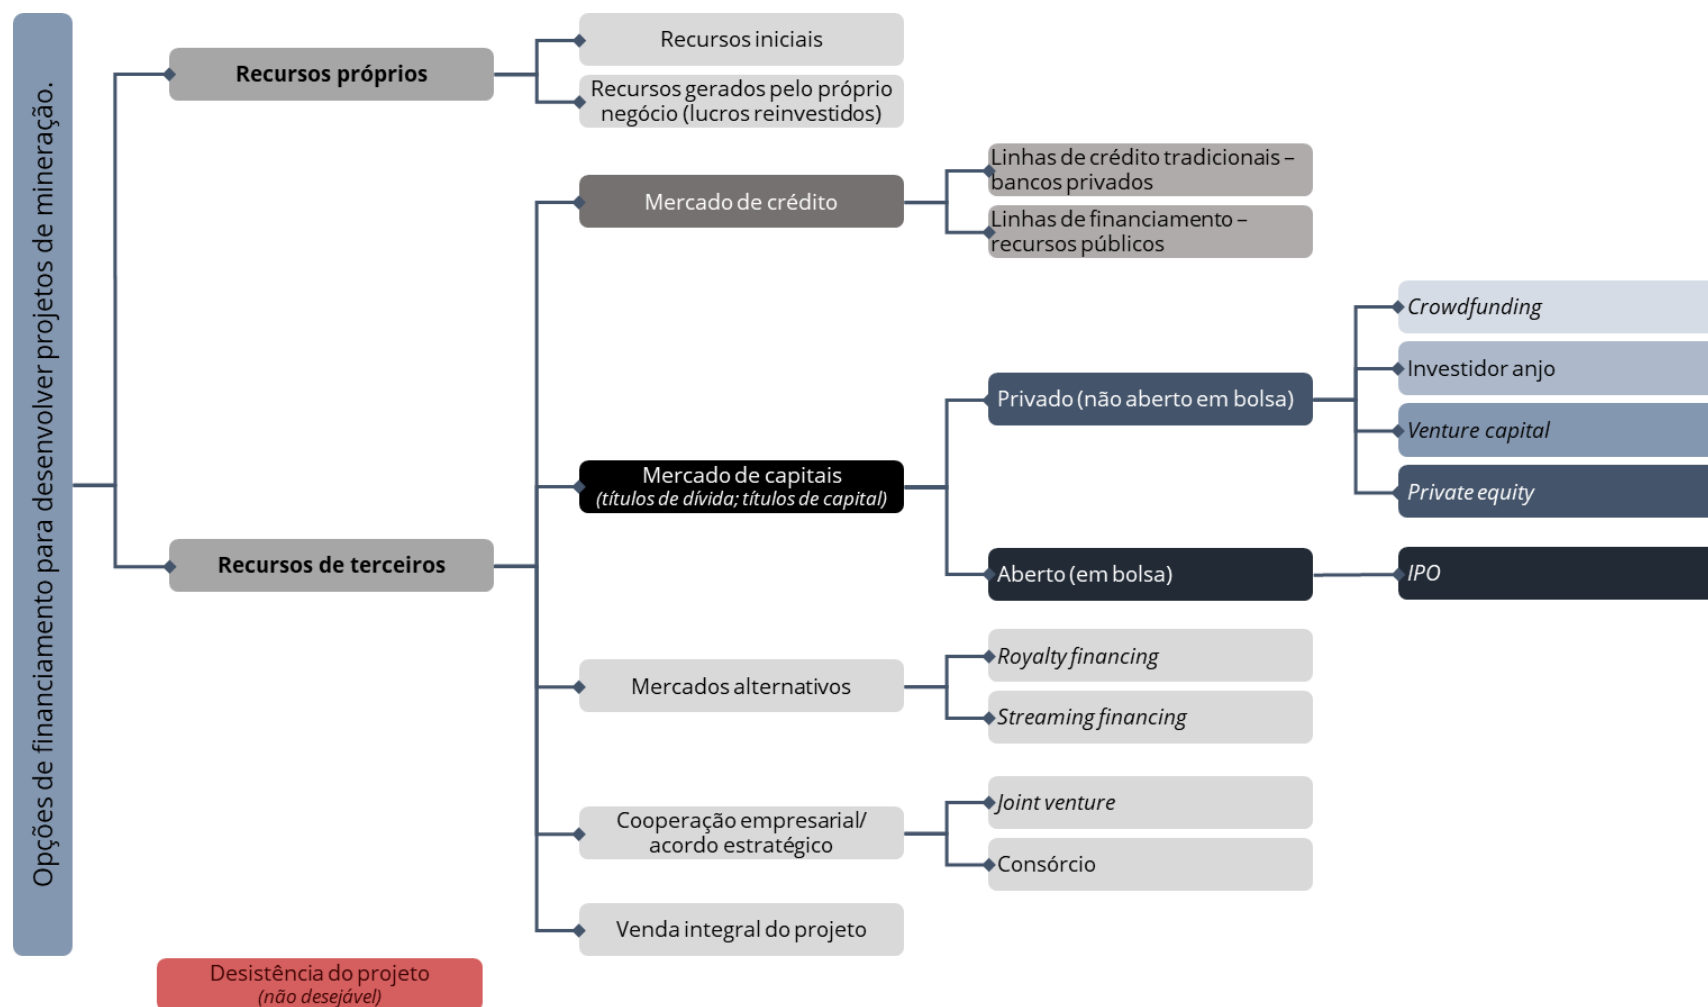 Opções de financiamento para desenvolver projetos de mineração.
Recursos próprios
Recursos iniciais
Recursos gerados pelo próprio
negócio (lucros reinvestidos)
Recursos de terceiros
Mercado de crédito
Linhas de crédito tradicionais –
bancos privados
Linhas de financiamento –
recursos públicos
Mercado de capitais
(títulos de dívida; títulos de capital)
Privado (não aberto em bolsa)
Crowdfunding
Investidor anjo
Venture capital
Private equity
Aberto (em bolsa)
IPO
Mercados alternativos
Royalty financing
Streaming financing
Cooperação empresarial/
acordo estratégico
Joint venture
Consórcio
Venda integral do projeto
Desistência do projeto
(não desejável)